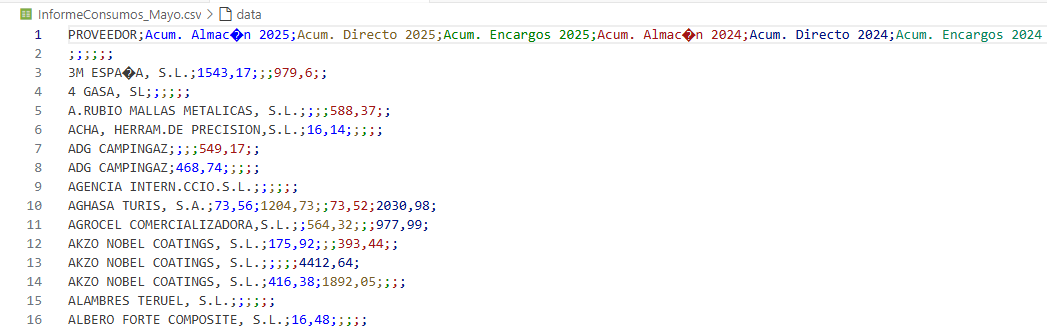 InformeConsumos_Mayo.csv > data
1 PROVEEDOR;Acum. Almac�n 2025;Acum. Directo 2025;Acum. Encargos 2025;Acum. Almac�n 2024;Acum. Directo 2024;Acum. Encargos 2024
2 ;;;;;;
3 3M ESPA�A, S.L.;1543,17;;;979,6;;
4 4 GASA, SL;;;;;;
5 A.RUBIO MALLAS METALICAS, S.L.;;;;588,37;;
6 ACHA, HERRAM.DE PRECISION,S.L.;16,14;;;;;
7 ADG CAMPINGAZ;;;;549,17;;
8 ADG CAMPINGAZ;468,74;;;;;
9 AGENCIA INTERN.CCIO.S.L.;;;;;;
10 AGHASA TURIS, S.A.;73,56;1204,73;;73,52;2030,98;
11 AGROCEL COMERCIALIZADORA,S.L.;;564,32;;;977,99;
12 AKZO NOBEL COATINGS, S.L.;175,92;;;393,44;;
13 AKZO NOBEL COATINGS, S.L.;;;;;4412,64;
14 AKZO NOBEL COATINGS, S.L.;416,38;1892,05;;;;
15 ALAMBRES TERUEL, S.L.;;;;;;
16 ALBERO FORTE COMPOSITE, S.L.;16,48;;;;;